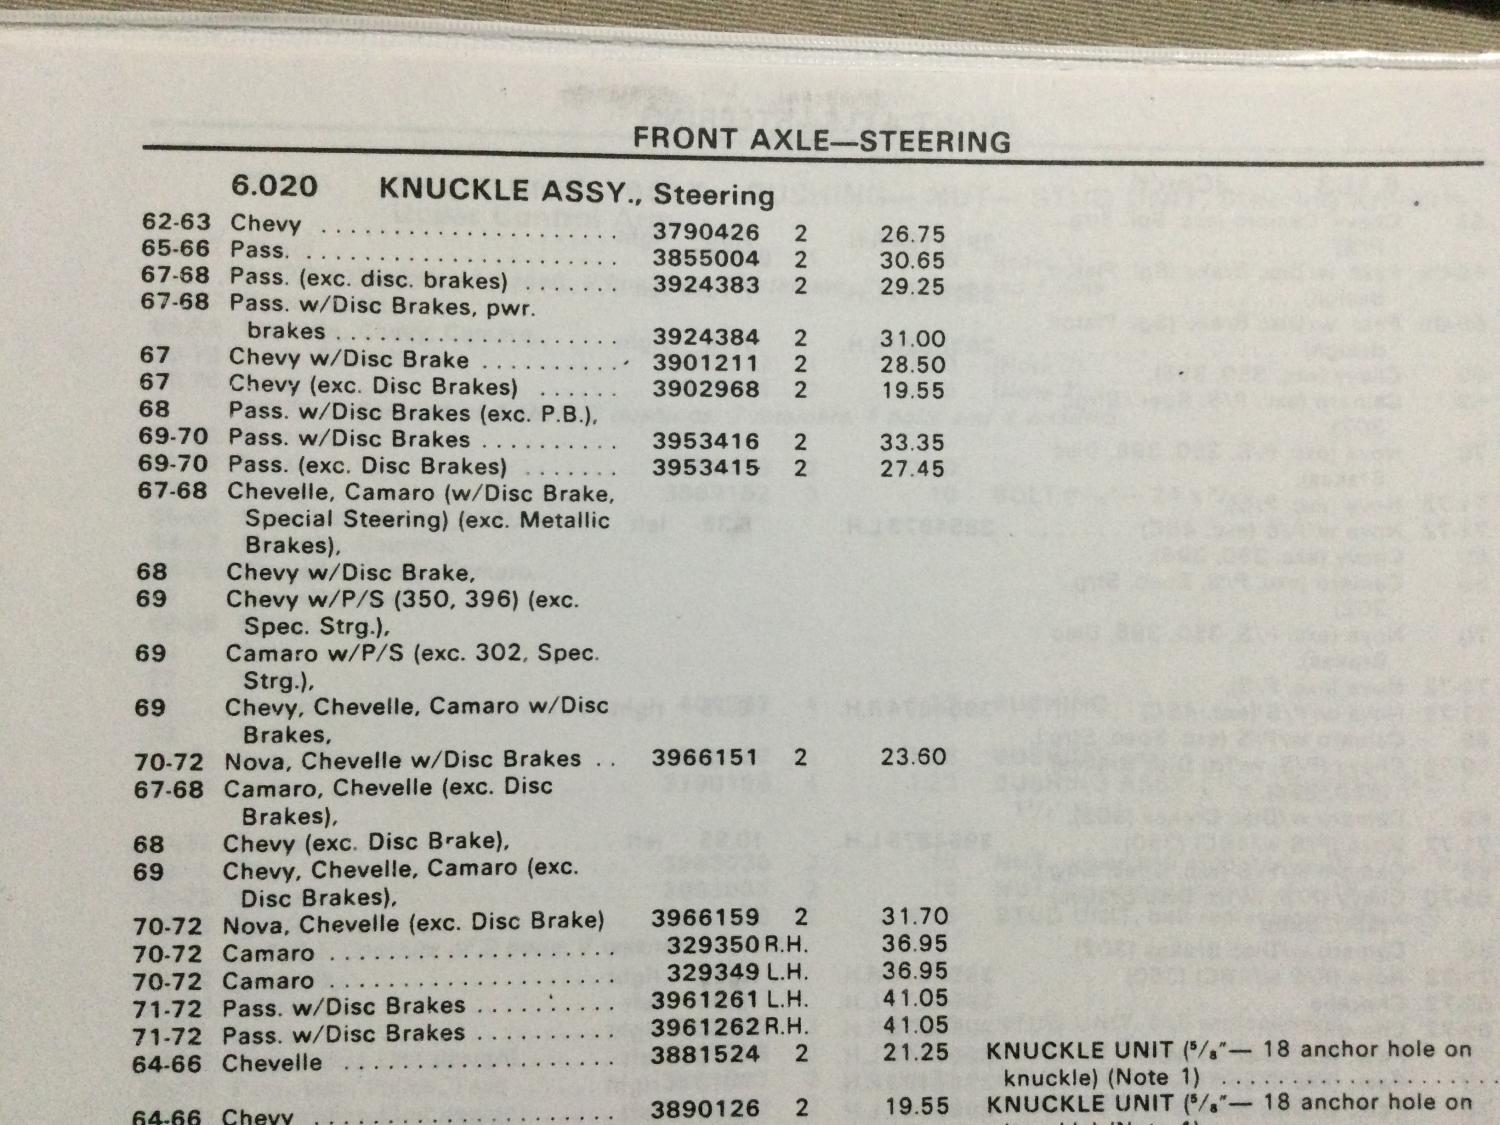 FRONT AXLE—STEERING
6.020 KNUCKLE ASSY., Steering
62-63 Chevy .................... 3790426 2 26.75
65-66 Pass. ...................... 3855004 2 30.65
67-68 Pass. (exc. disc. brakes) ...... 3924383 2 29.25
67-68 Pass. w/Disc Brakes, pwr.
brakes ..................... 3924384 2 31.00
67 Chevy w/Disc Brake .......... 3901211 2 28.50
67 Chevy (exc. Disc Brakes) ...... 3902968 2 19.55
68 Pass. w/Disc Brakes (exc. P.B.),
69-70 Pass. w/Disc Brakes .......... 3953416 2 33.35
69-70 Pass. (exc. Disc Brakes) ....... 3953415 2 27.45
67-68 Chevelle, Camaro (w/Disc Brake,
Special Steering) (exc. Metallic
Brakes),
68 Chevy w/Disc Brake,
69 Chevy w/P/S (350, 396) (exc.
Spec. Strg.),
69 Camaro w/P/S (exc. 302, Spec.
Strg.),
69 Chevy, Chevelle, Camaro w/Disc
Brakes,
70-72 Nova, Chevelle w/Disc Brakes .. 3966151 2 23.60
67-68 Camaro, Chevelle (exc. Disc
Brakes),
68 Chevy (exc. Disc Brake),
69 Chevy, Chevelle, Camaro (exc.
Disc Brakes),
70-72 Nova, Chevelle (exc. Disc Brake) 3966159 2 31.70
70-72 Camaro .................... 329350 R.H. 36.95
70-72 Camaro .................... 329349 L.H. 36.95
71-72 Pass. w/Disc Brakes .......... 3961261 L.H. 41.05
71-72 Pass. w/Disc Brakes .......... 3961262 R.H. 41.05
64-66 Chevelle ................... 3881524 2 21.25 KNUCKLE UNIT (⁵/₈"— 18 anchor hole on
knuckle) (Note 1) ...................
64-66 Chevy ..................... 3890126 2 19.55 KNUCKLE UNIT (⁵/₈"— 18 anchor hole on